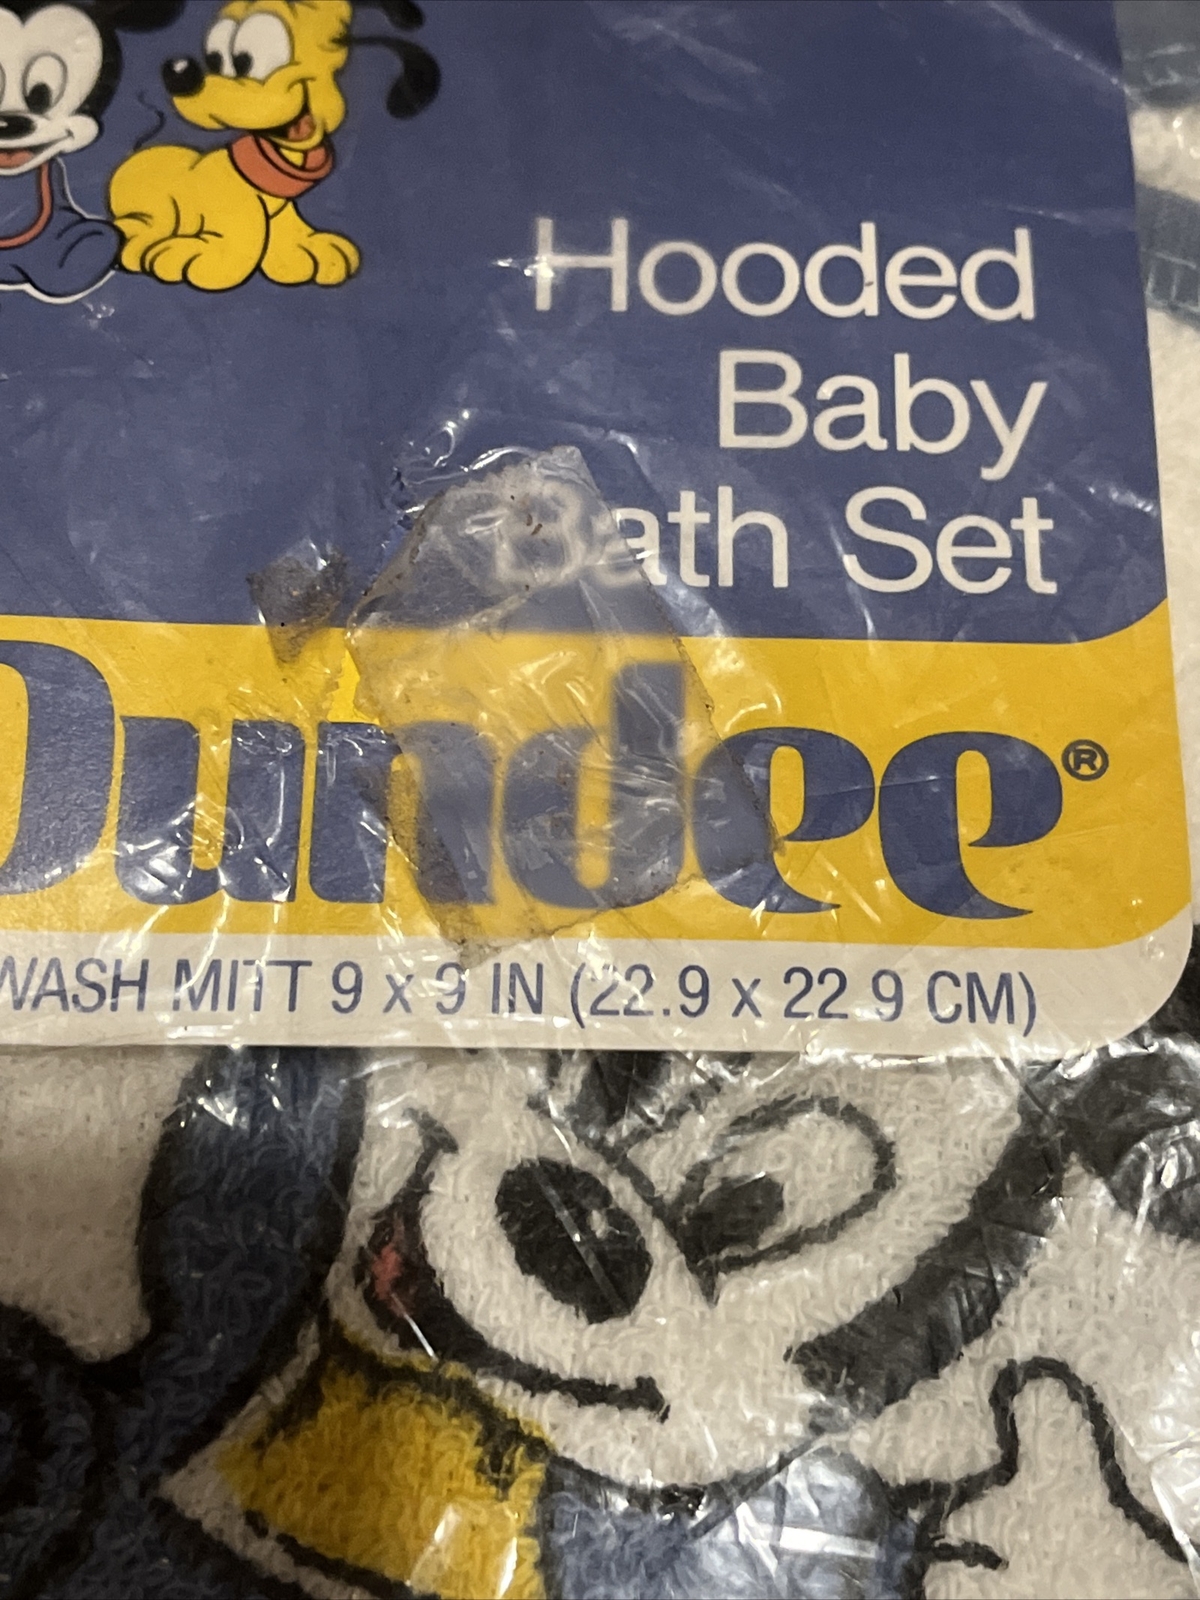 Hooded
Baby
Bath Set
Dundee®
WASH MITT 9 x 9 IN (22.9 x 22 9 CM)